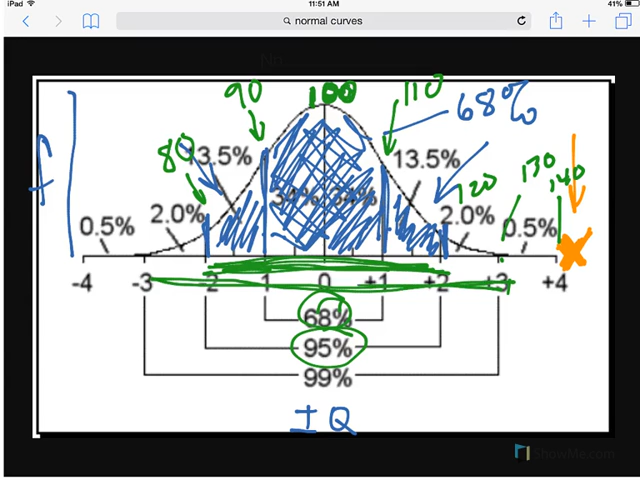 iPad 11:51 AM 41%
normal curves
No
90 100 110 68%
80 13.5% 13.5% 130 140
120
34% 34%
0.5% 2.0% 2.0% 0.5%
-4 -3 -2 -1 0 +1 +2 +3 +4
68%
95%
99%
±
ShowMe.com